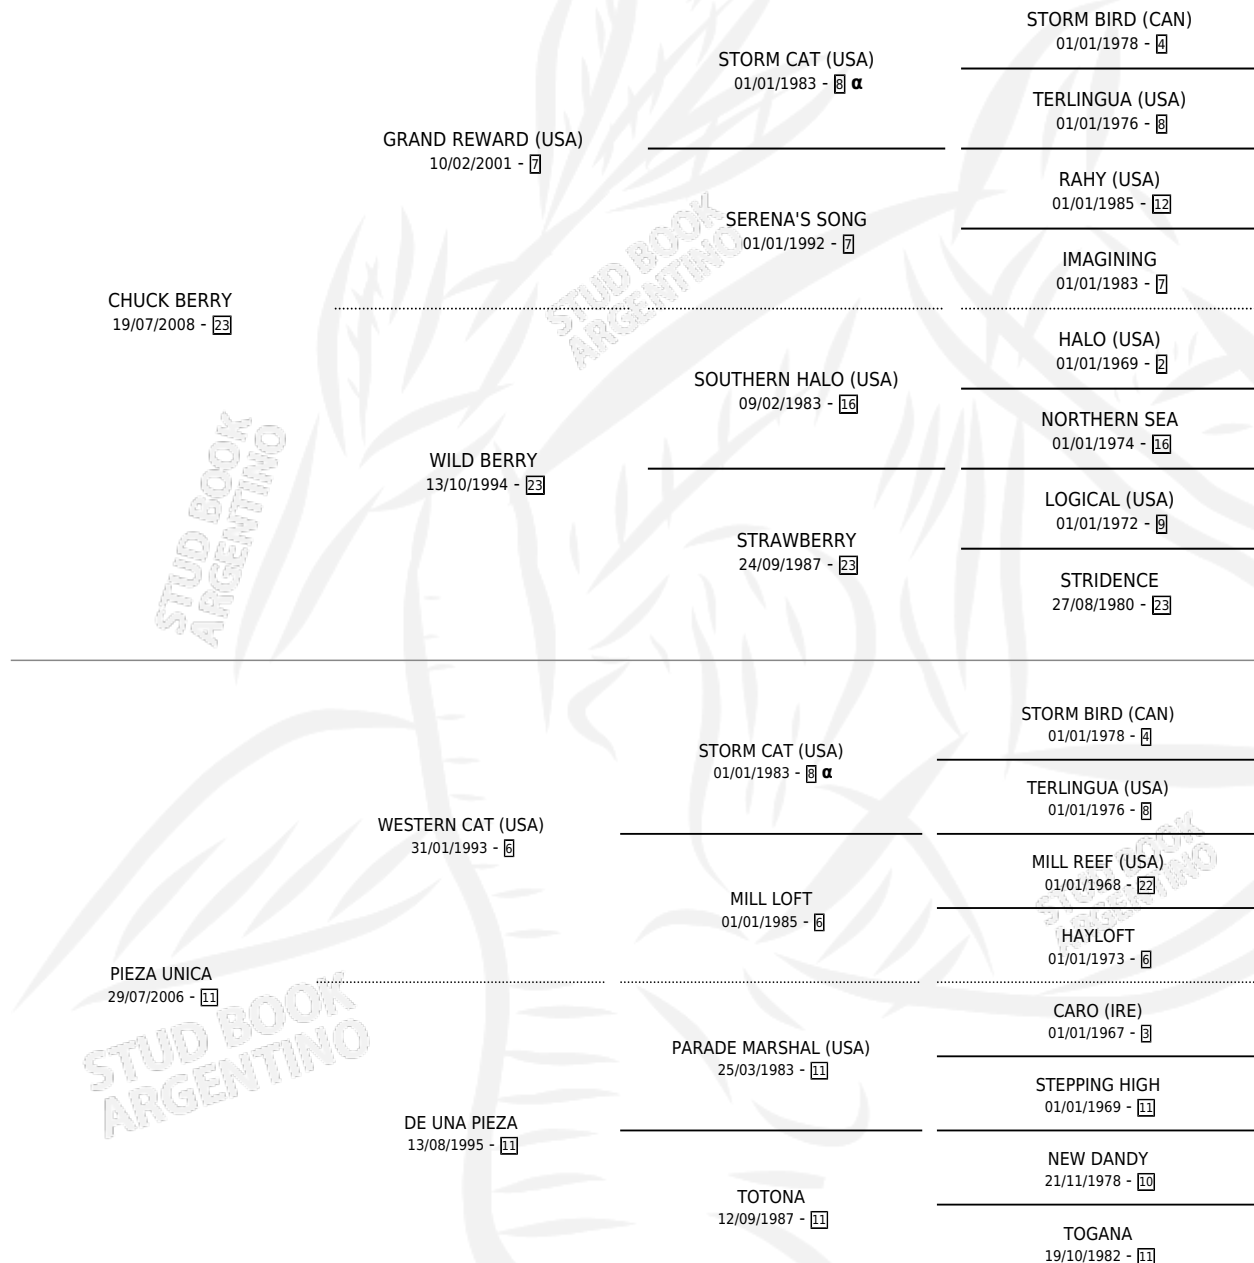 STORM BIRD (CAN)
01/01/1978 - 4
STORM CAT (USA)
01/01/1983 - 8 α
TERLINGUA (USA)
01/01/1976 - 8
GRAND REWARD (USA)
10/02/2001 - 7
RAHY (USA)
01/01/1985 - 12
SERENA'S SONG
01/01/1992 - 7
IMAGINING
01/01/1983 - 7
CHUCK BERRY
19/07/2008 - 23
HALO (USA)
01/01/1969 - 2
SOUTHERN HALO (USA)
09/02/1983 - 16
NORTHERN SEA
01/01/1974 - 16
WILD BERRY
13/10/1994 - 23
LOGICAL (USA)
01/01/1972 - 9
STRAWBERRY
24/09/1987 - 23
STRIDENCE
27/08/1980 - 23
STUD BOOK
ARGENTINO
STUD BOOK
ARGENTINO
STORM BIRD (CAN)
01/01/1978 - 4
STORM CAT (USA)
01/01/1983 - 8 α
TERLINGUA (USA)
01/01/1976 - 8
WESTERN CAT (USA)
31/01/1993 - 6
MILL REEF (USA)
01/01/1968 - 22
MILL LOFT
01/01/1985 - 6
HAYLOFT
01/01/1973 - 6
PIEZA UNICA
29/07/2006 - 11
CARO (IRE)
01/01/1967 - 3
PARADE MARSHAL (USA)
25/03/1983 - 11
STEPPING HIGH
01/01/1969 - 11
DE UNA PIEZA
13/08/1995 - 11
NEW DANDY
21/11/1978 - 10
TOTONA
12/09/1987 - 11
TOGANA
19/10/1982 - 11
STUD BOOK
ARGENTINO
STUD BOOK
ARGENTINO